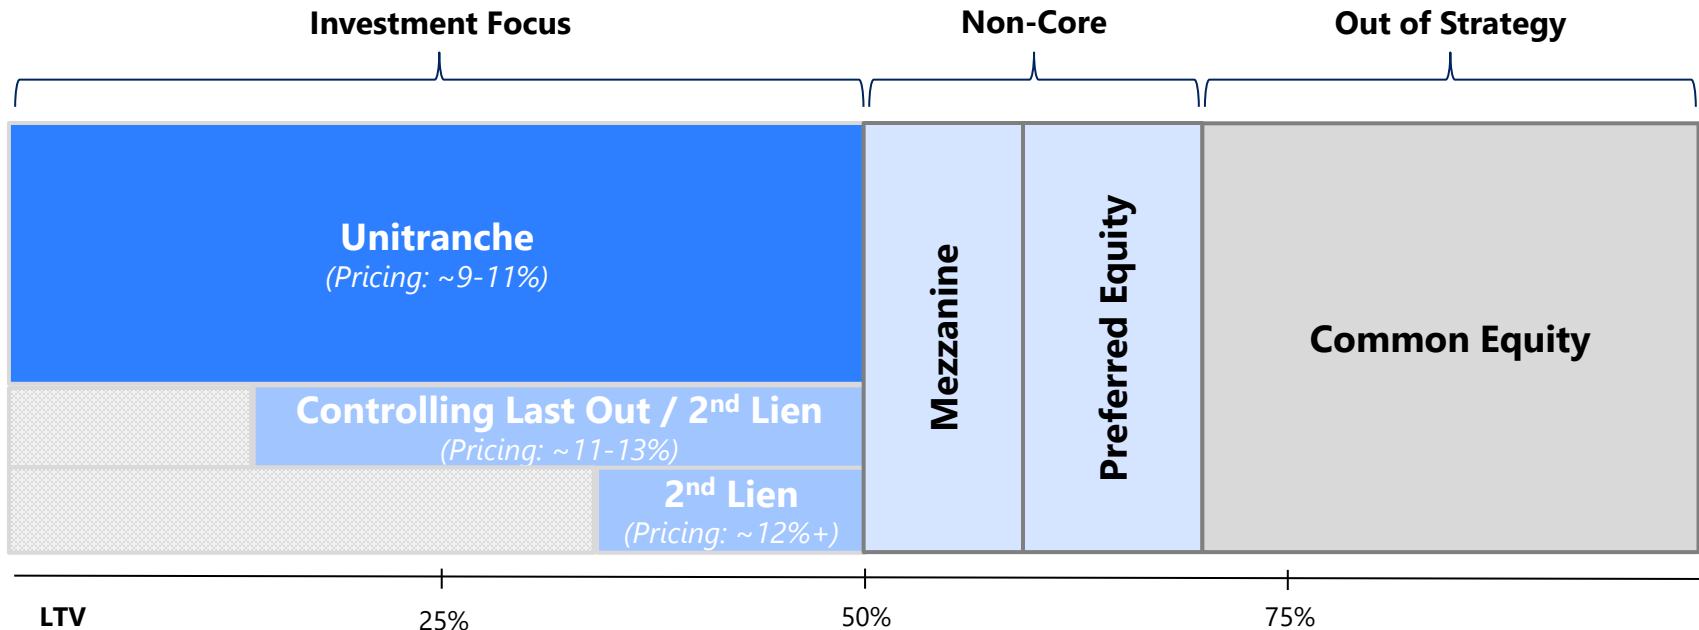 Investment Focus
Non-Core
Out of Strategy
Unitranche
(Pricing: ~9-11%)
Controlling Last Out / 2nd Lien
(Pricing: ~11-13%)
2nd Lien
(Pricing: ~12%+)
Mezzanine
Preferred Equity
Common Equity
LTV
25%
50%
75%